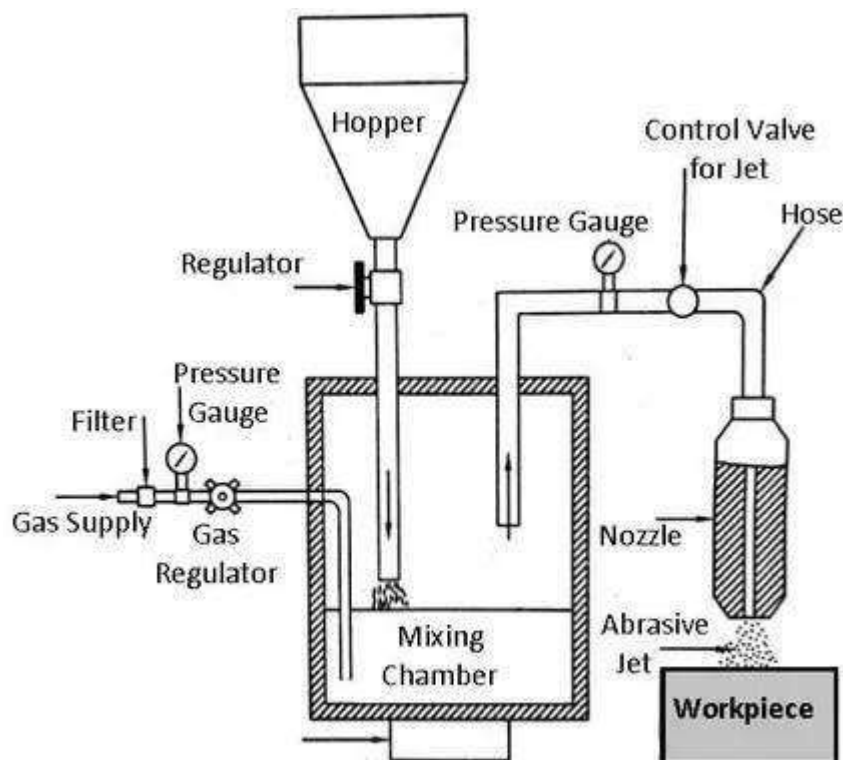 Hopper
Control Valve
for Jet
Pressure Gauge
Hose
Regulator
Pressure
Gauge
Filter
Gas Supply
Gas
Regulator
Nozzle
Mixing
Chamber
Abrasive
Jet
Workpiece